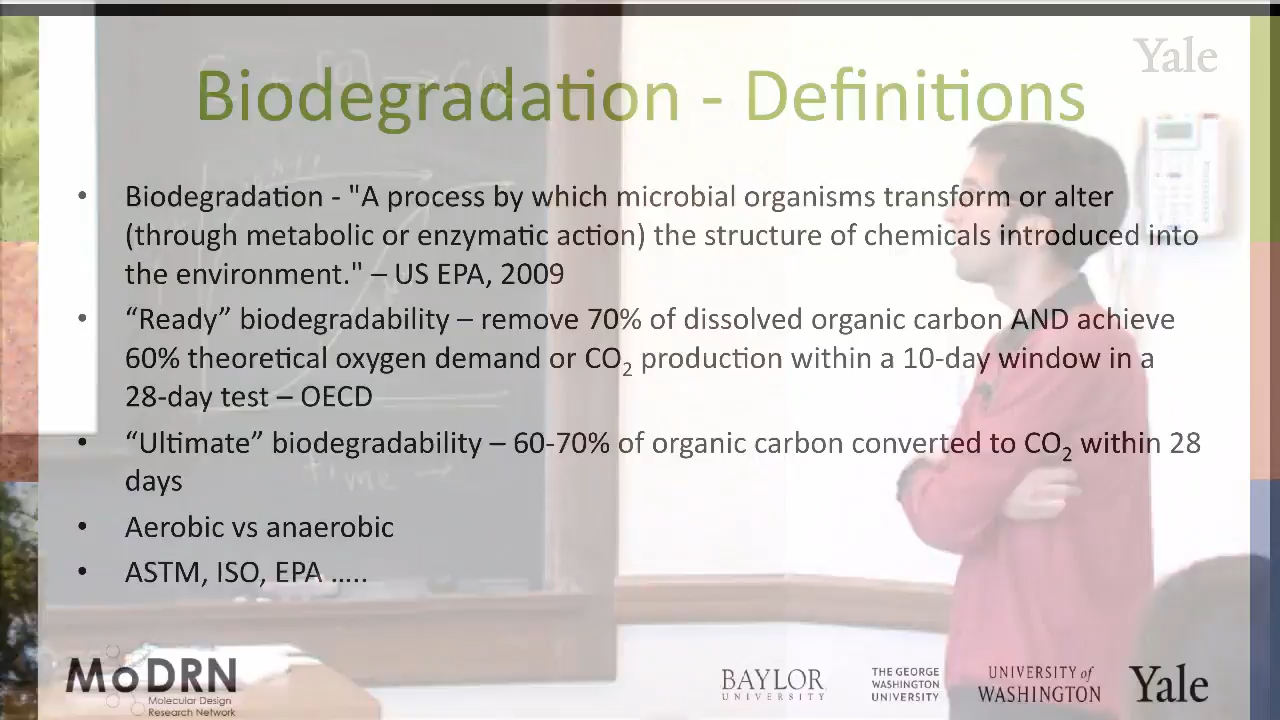 Yale
Biodegradation - Definitions
• Biodegradation - "A process by which microbial organisms transform or alter
(through metabolic or enzymatic action) the structure of chemicals introduced into
the environment." – US EPA, 2009
• “Ready” biodegradability – remove 70% of dissolved organic carbon AND achieve
60% theoretical oxygen demand or CO₂ production within a 10-day window in a
28-day test – OECD
• “Ultimate” biodegradability – 60-70% of organic carbon converted to CO₂ within 28
days
time
• Aerobic vs anaerobic
• ASTM, ISO, EPA …..
MoDRN
Molecular Design
Research Network
BAYLOR
UNIVERSITY
THE GEORGE
WASHINGTON
UNIVERSITY
UNIVERSITY of
WASHINGTON
Yale